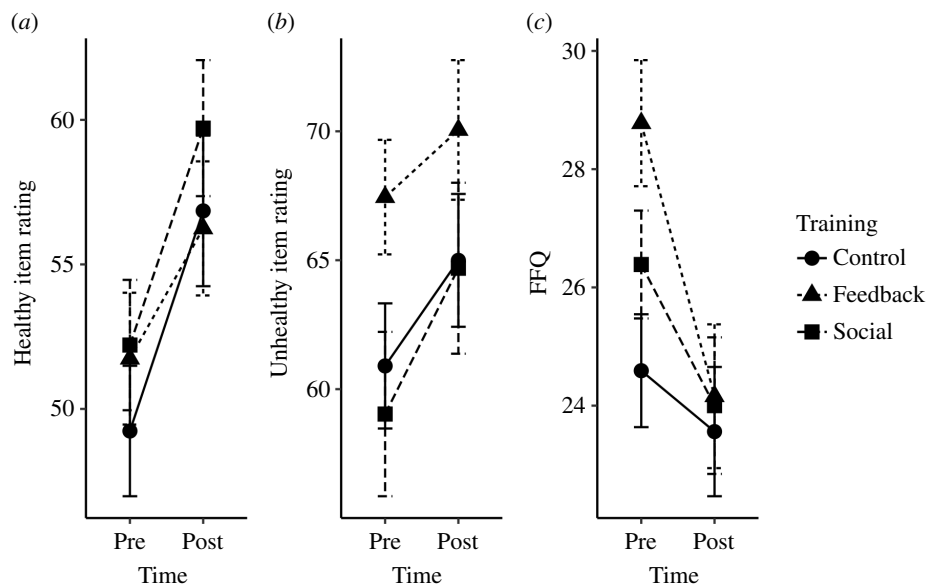 (a)
Healthy item rating
60
55
50
Pre Post
Time
(b)
Unhealthy item rating
70
65
60
Pre Post
Time
(c)
FFQ
30
28
26
24
Pre Post
Time
Training
Control
Feedback
Social